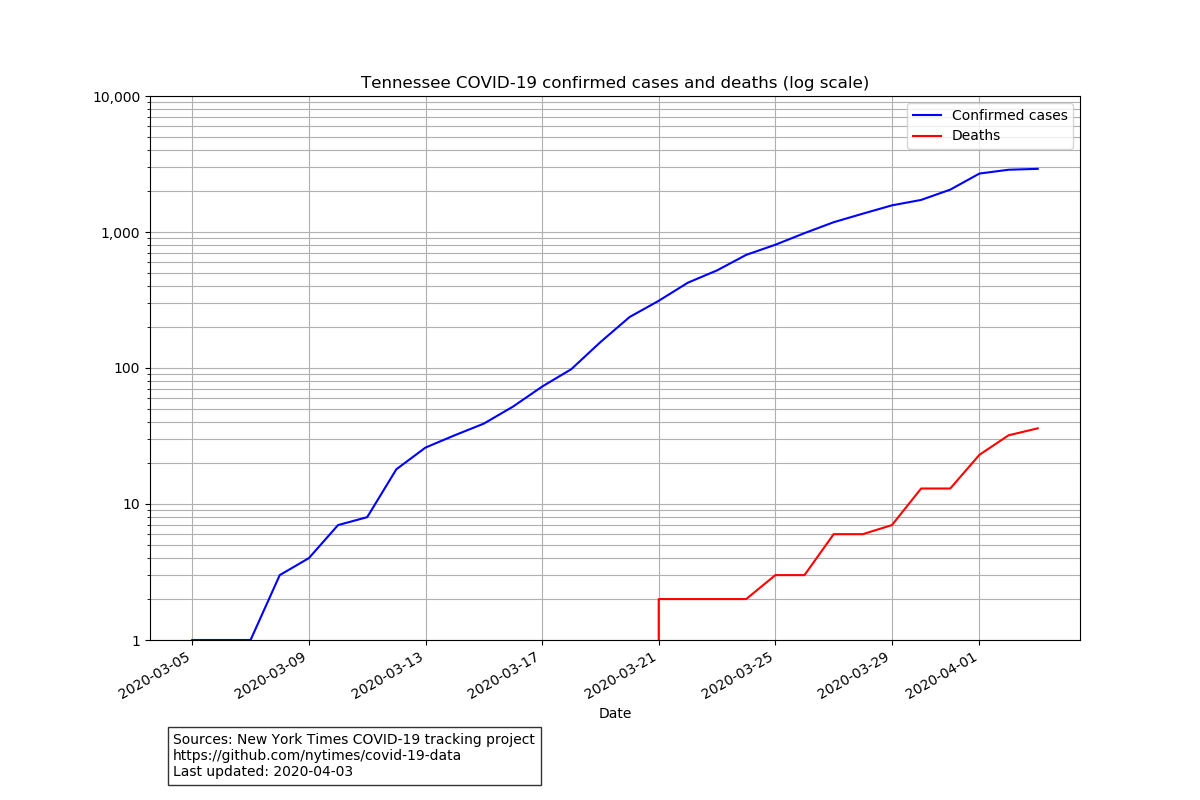 Tennessee COVID-19 confirmed cases and deaths (log scale)
10,000
1,000
100
10
1
Confirmed cases
Deaths
2020-03-05
2020-03-09
2020-03-13
2020-03-17
2020-03-21
2020-03-25
2020-03-29
2020-04-01
Date
Sources: New York Times COVID-19 tracking project
https://github.com/nytimes/covid-19-data
Last updated: 2020-04-03